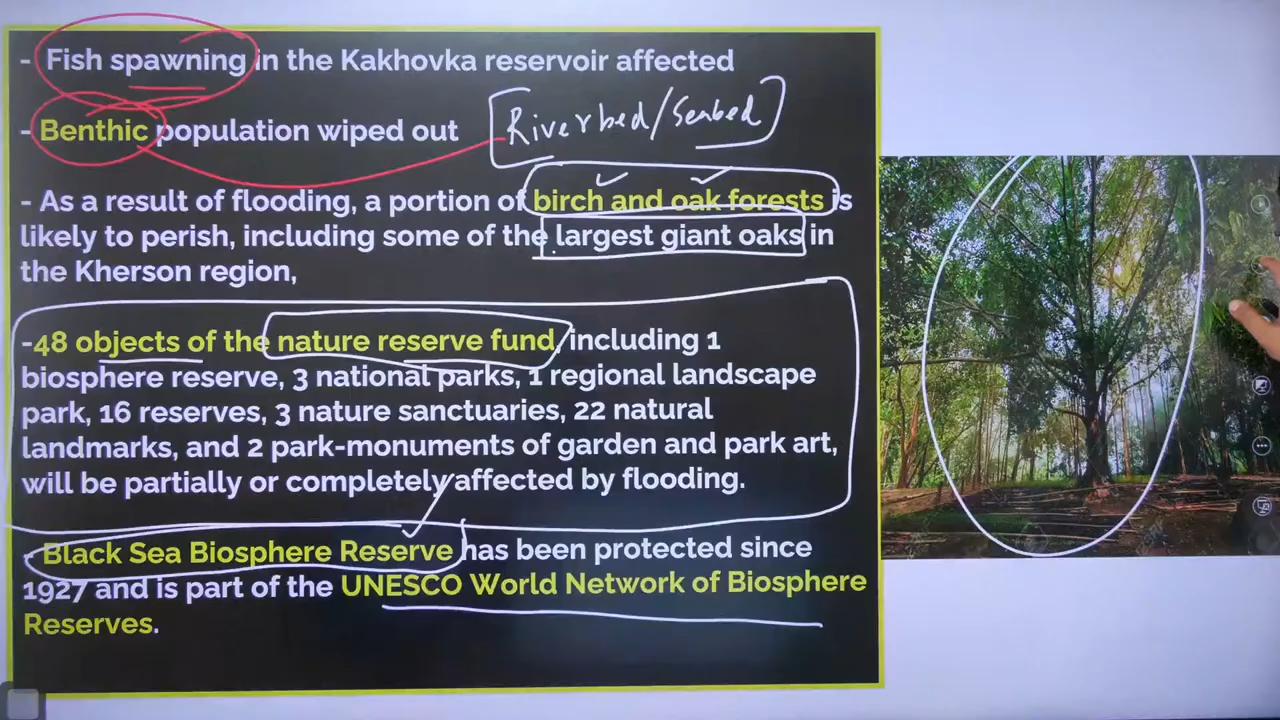 - Fish spawning in the Kakhovka reservoir affected
- Benthic population wiped out
Riverbed/Seabed
- As a result of flooding, a portion of birch and oak forests is
likely to perish, including some of the largest giant oaks in
the Kherson region,
-48 objects of the nature reserve fund, including 1
biosphere reserve, 3 national parks, 1 regional landscape
park, 16 reserves, 3 nature sanctuaries, 22 natural
landmarks, and 2 park-monuments of garden and park art,
will be partially or completely affected by flooding.
- Black Sea Biosphere Reserve has been protected since
1927 and is part of the UNESCO World Network of Biosphere
Reserves.